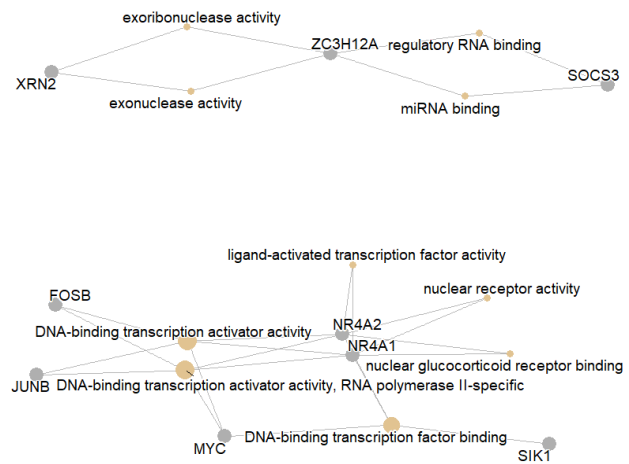 exoribonuclease activity
ZC3H12A
regulatory RNA binding
XRN2
SOCS3
exonuclease activity
miRNA binding
ligand-activated transcription factor activity
nuclear receptor activity
FOSB
NR4A2
DNA-binding transcription activator activity
NR4A1
nuclear glucocorticoid receptor binding
JUNB
DNA-binding transcription activator activity, RNA polymerase II-specific
DNA-binding transcription factor binding
MYC
SIK1